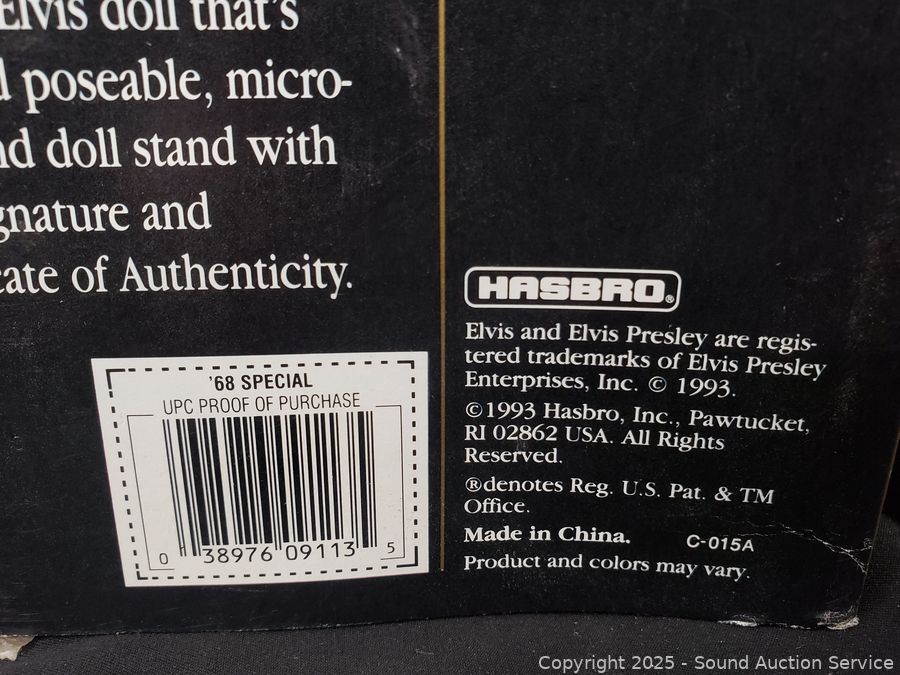 Elvis doll that's
poseable, micro-
doll stand with
and
of Authenticity.
'68 SPECIAL
UPC PROOF OF PURCHASE
0 38976 09113 5
HASBRO®
Elvis and Elvis Presley are regis-
tered trademarks of Elvis Presley
Enterprises, Inc. © 1993.
©1993 Hasbro, Inc., Pawtucket,
RI 02862 USA. All Rights
Reserved.
®denotes Reg. U.S. Pat. & TM
Office.
Made in China. C-015A
Product and colors may vary.
Copyright 2025 - Sound Auction Service